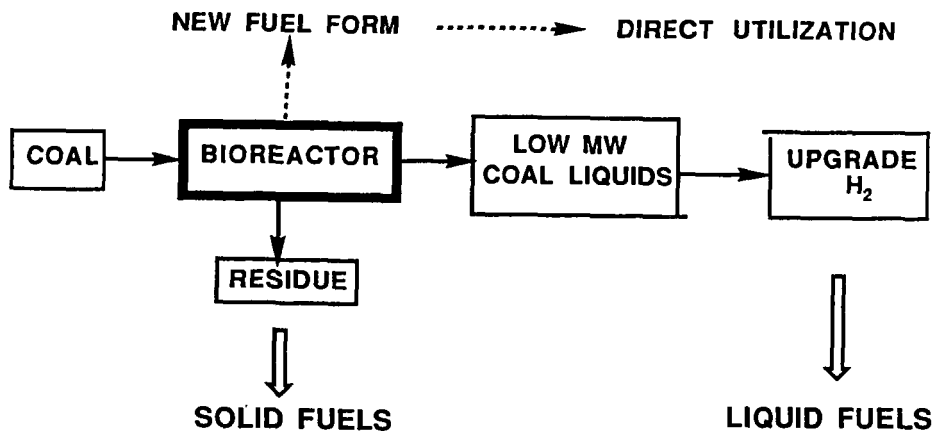 NEW FUEL FORM
DIRECT UTILIZATION
COAL
BIOREACTOR
LOW MW
COAL LIQUIDS
UPGRADE
H₂
RESIDUE
SOLID FUELS
LIQUID FUELS